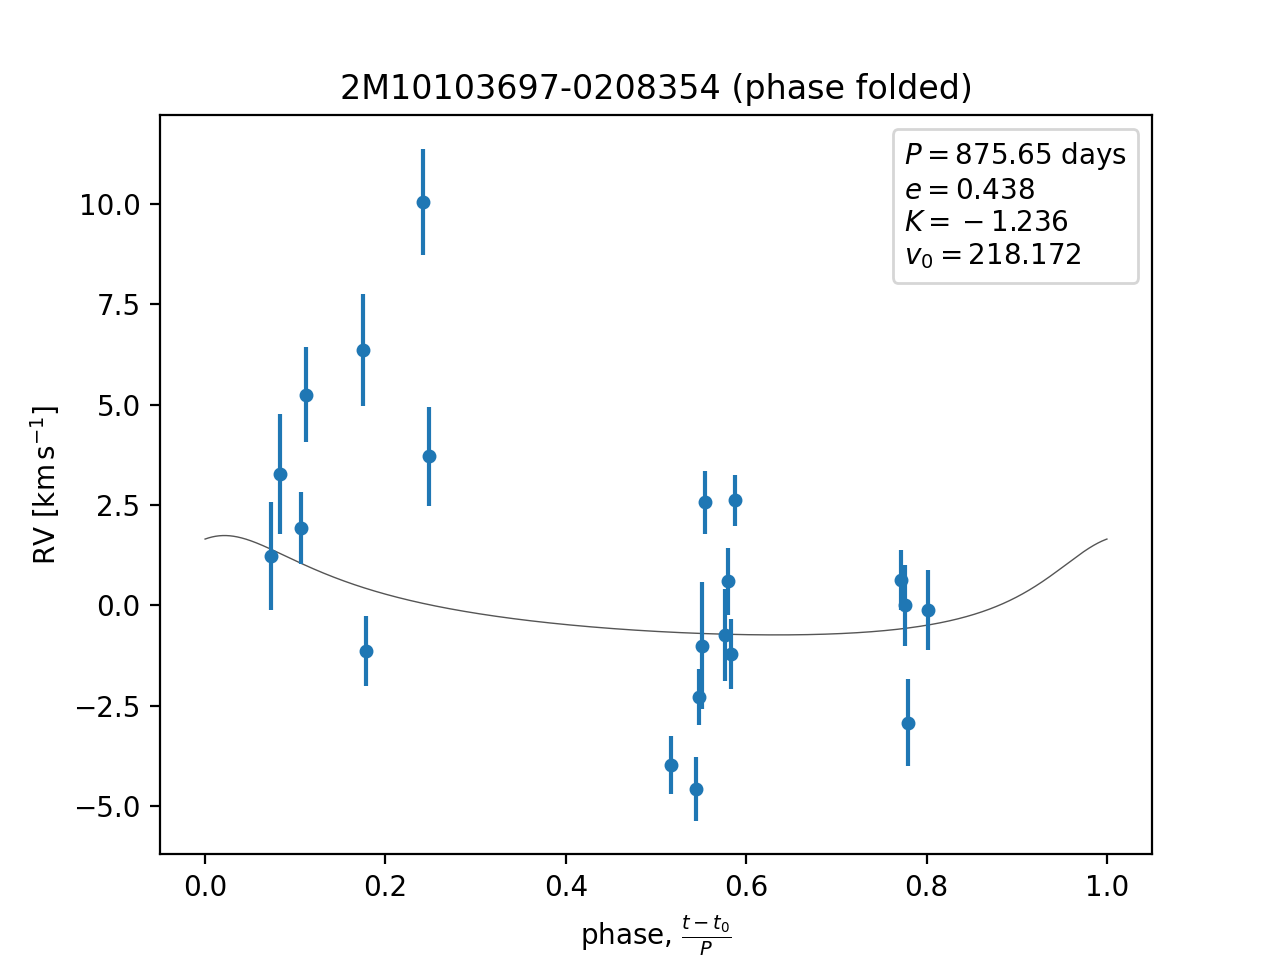 2M10103697-0208354 (phase folded)
P = 875.65 days
e = 0.438
K = −1.236
v₀ = 218.172
10.0
7.5
5.0
2.5
0.0
−2.5
−5.0
RV [km s⁻¹]
0.0 0.2 0.4 0.6 0.8 1.0
phase, (t − t₀)/P